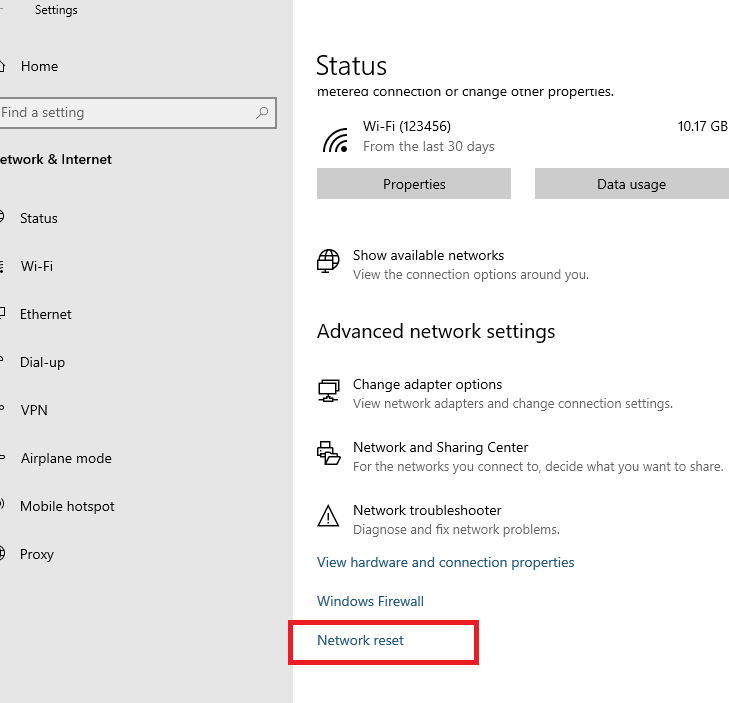 Settings
Home
Find a setting
etwork & Internet
Status
Wi-Fi
Ethernet
Dial-up
VPN
Airplane mode
Mobile hotspot
Proxy
Status
metered connection or change other properties.
Wi-Fi (123456)
10.17 GB
From the last 30 days
Properties
Data usage
Show available networks
View the connection options around you.
Advanced network settings
Change adapter options
View network adapters and change connection settings.
Network and Sharing Center
For the networks you connect to, decide what you want to share.
Network troubleshooter
Diagnose and fix network problems.
View hardware and connection properties
Windows Firewall
Network reset